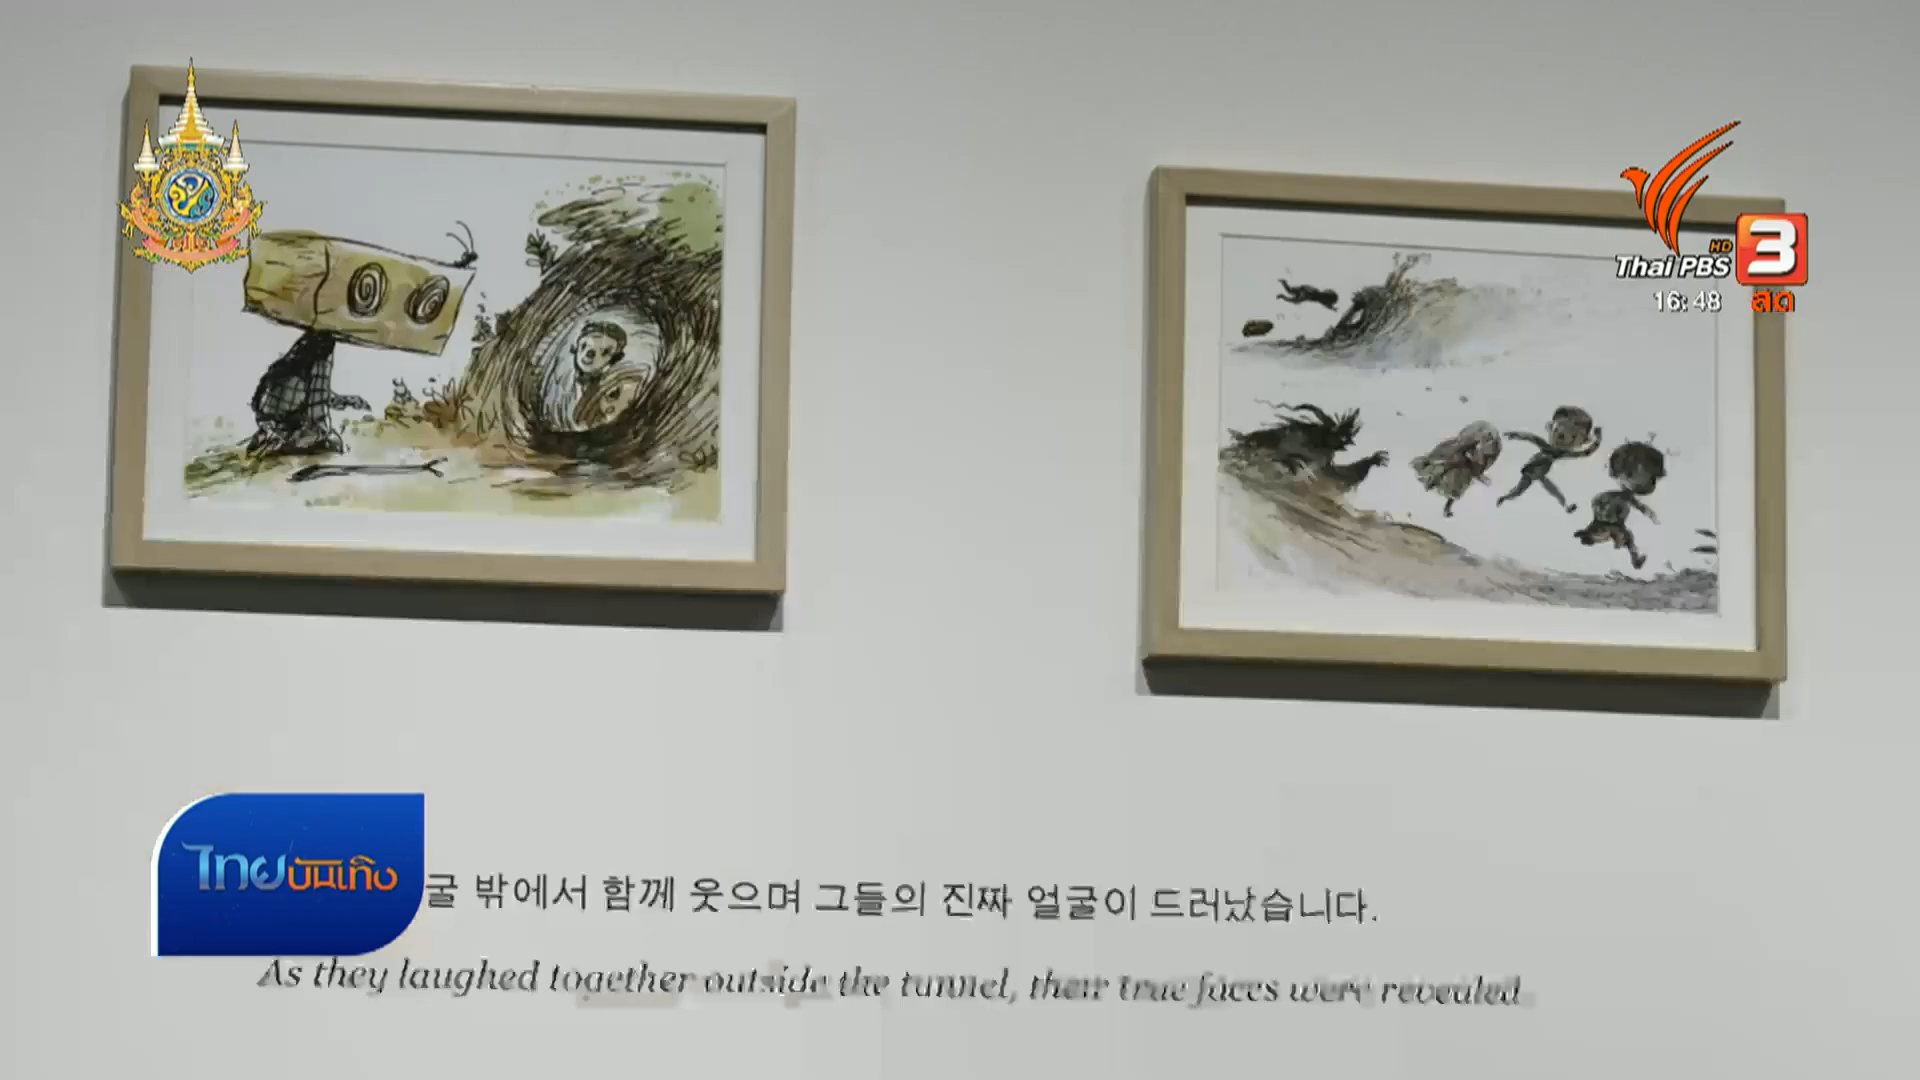 Thai PBS HD 3
16:48 สด
ไทยบันเทิง
굴 밖에서 함께 웃으며 그들의 진짜 얼굴이 드러났습니다.
As they laughed together outside the tunnel, their true faces were revealed